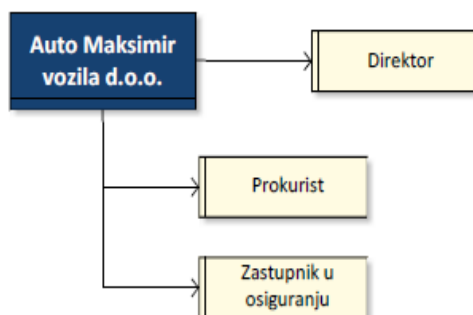 Auto Maksimir
vozila d.o.o.
Direktor
Prokurist
Zastupnik u
osiguranju